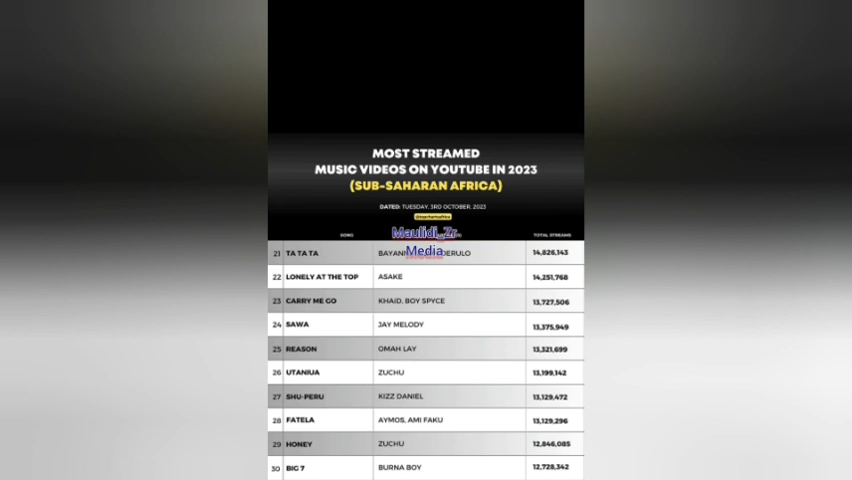 MOST STREAMED
MUSIC VIDEOS ON YOUTUBE IN 2023
(SUB-SAHARAN AFRICA)
DATED: TUESDAY, 3RD OCTOBER, 2023
@topchartsafrica
Maulidi_Zr
Media
SONG TOTAL STREAMS
21 TA TA TA DERULO 14,826,143
22 LONELY AT THE TOP ASAKE 14,251,768
23 CARRY ME GO KHAID, BOY SPYCE 13,727,506
24 SAWA JAY MELODY 13,375,949
25 REASON OMAH LAY 13,321,699
26 UTANIUA ZUCHU 13,199,142
27 SHU-PERU KIZZ DANIEL 13,129,472
28 FATELA AYMOS, AMI FAKU 13,129,296
29 HONEY ZUCHU 12,846,085
30 BIG 7 BURNA BOY 12,728,342